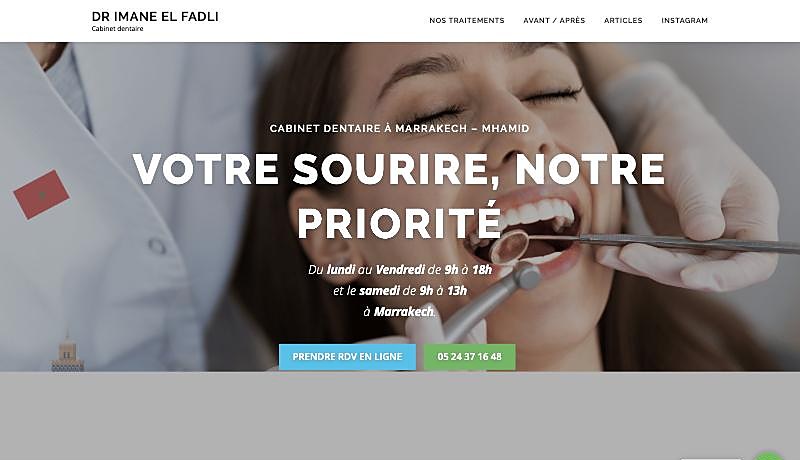 DR IMANE EL FADLI
Cabinet dentaire
NOS TRAITEMENTS
AVANT / APRÈS
ARTICLES
INSTAGRAM
CABINET DENTAIRE À MARRAKECH – MHAMID
VOTRE SOURIRE, NOTRE
PRIORITÉ
Du lundi au Vendredi de 9h à 18h
et le samedi de 9h à 13h
à Marrakech.
PRENDRE RDV EN LIGNE
05 24 37 16 48